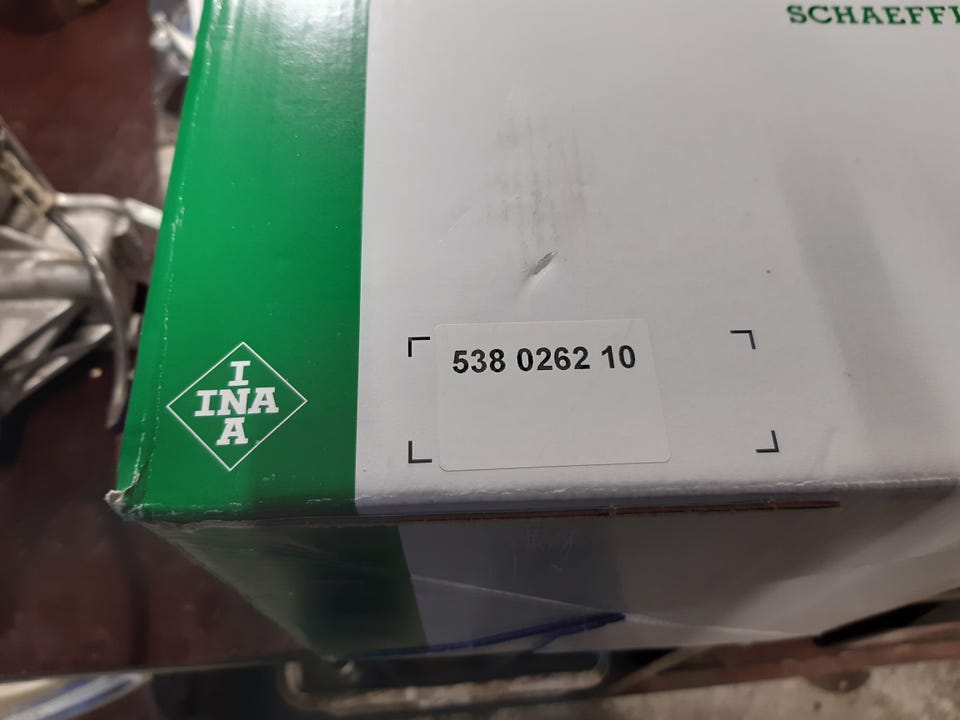 SCHAEFFL
538 0262 10
I
INA
A